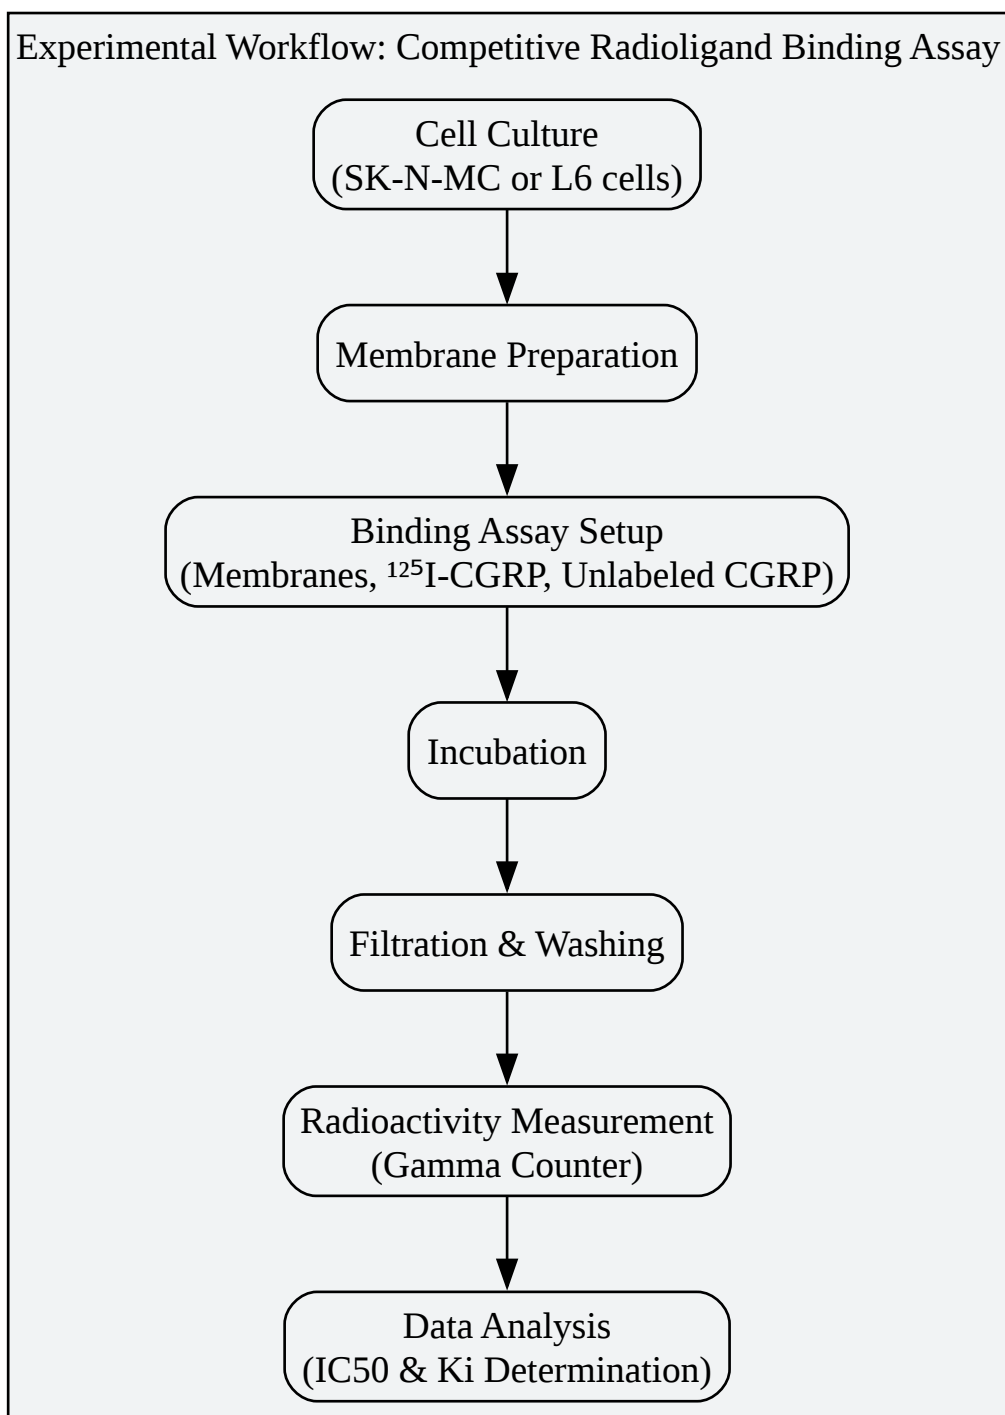 Experimental Workflow: Competitive Radioligand Binding Assay
Cell Culture
(SK-N-MC or L6 cells)
Membrane Preparation
Binding Assay Setup
(Membranes, ¹²⁵I-CGRP, Unlabeled CGRP)
Incubation
Filtration & Washing
Radioactivity Measurement
(Gamma Counter)
Data Analysis
(IC50 & Ki Determination)